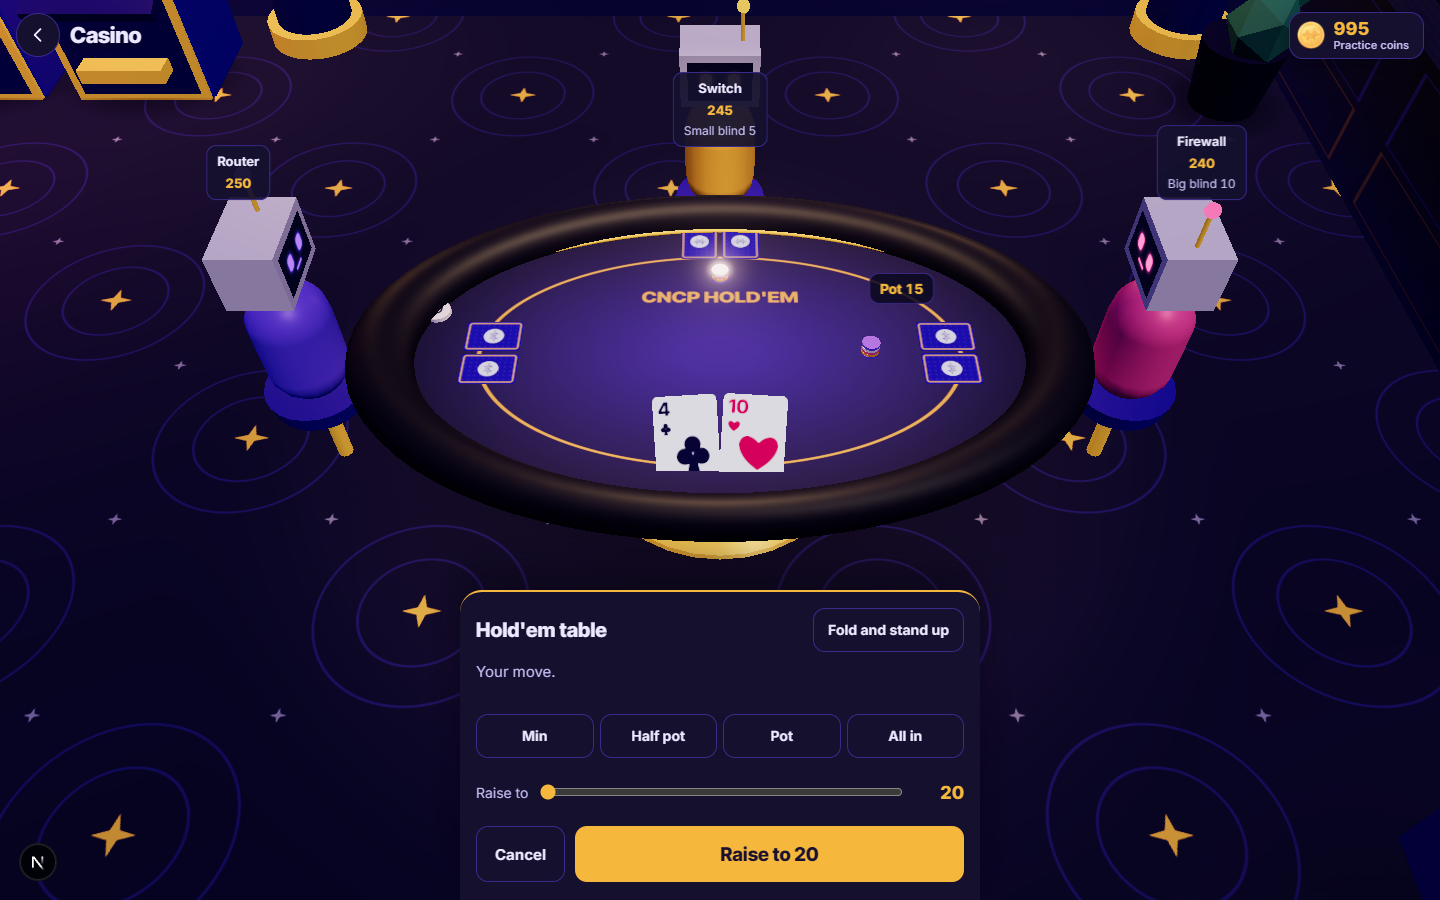 Casino
995
Practice coins
Switch
245
Small blind 5
Router
250
Firewall
240
Big blind 10
Pot 15
CNCP HOLD'EM
4
10
Hold'em table
Fold and stand up
Your move.
Min
Half pot
Pot
All in
Raise to
20
Cancel
Raise to 20
N